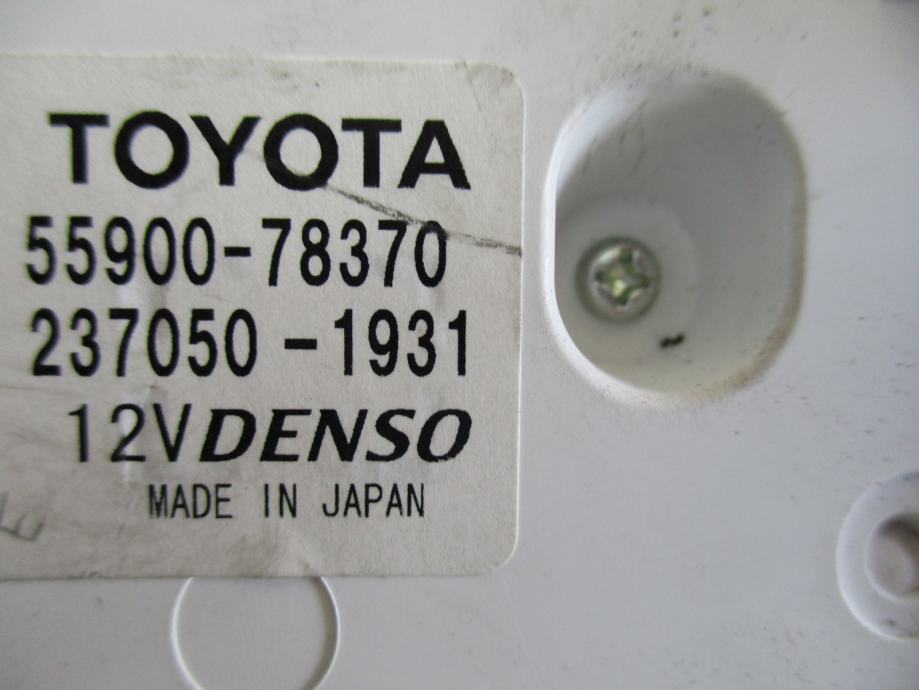 TOYOTA
55900-78370
237050-1931
12V DENSO
MADE IN JAPAN
E